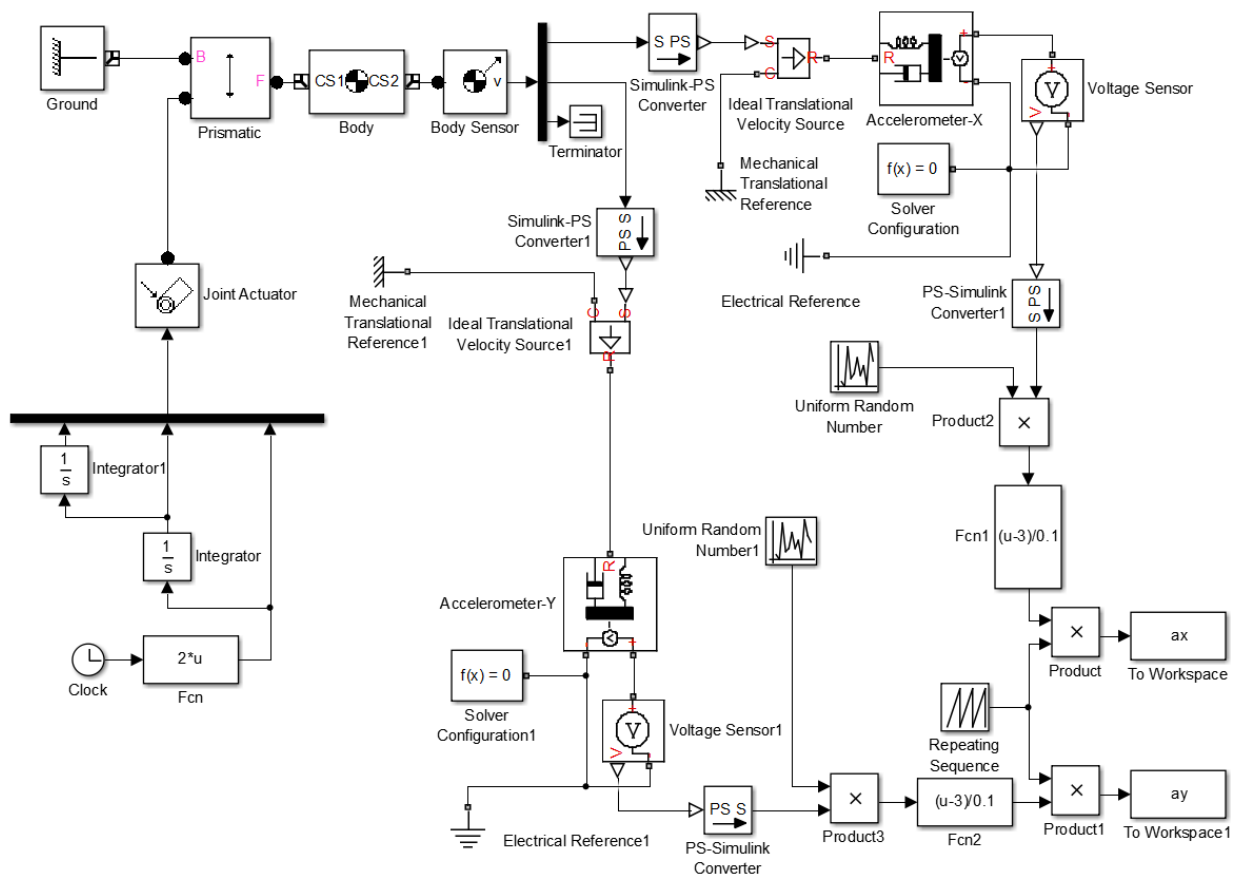 Ground
B
F
Prismatic
CS1
CS2
Body
v
Body Sensor
Terminator
S PS
Simulink-PS
Converter
S
C
R
Ideal Translational
Velocity Source
R
+
-
V
Accelerometer-X
V
+
-
V
Voltage Sensor
Mechanical
Translational
Reference
f(x) = 0
Solver
Configuration
Electrical Reference
Simulink-PS
Converter1
PS S
Joint Actuator
Mechanical
Translational
Reference1
C
S
R
Ideal Translational
Velocity Source1
PS-Simulink
Converter1
S PS
Uniform Random
Number
Product2
×
1
s
Integrator1
1
s
Integrator
Uniform Random
Number1
Fcn1
(u-3)/0.1
R
Accelerometer-Y
V
-
+
Clock
2*u
Fcn
f(x) = 0
Solver
Configuration1
+
V
V
-
Voltage Sensor1
×
Product
ax
To Workspace
Repeating
Sequence
Electrical Reference1
PS S
PS-Simulink
Converter
×
Product3
(u-3)/0.1
Fcn2
×
Product1
ay
To Workspace1